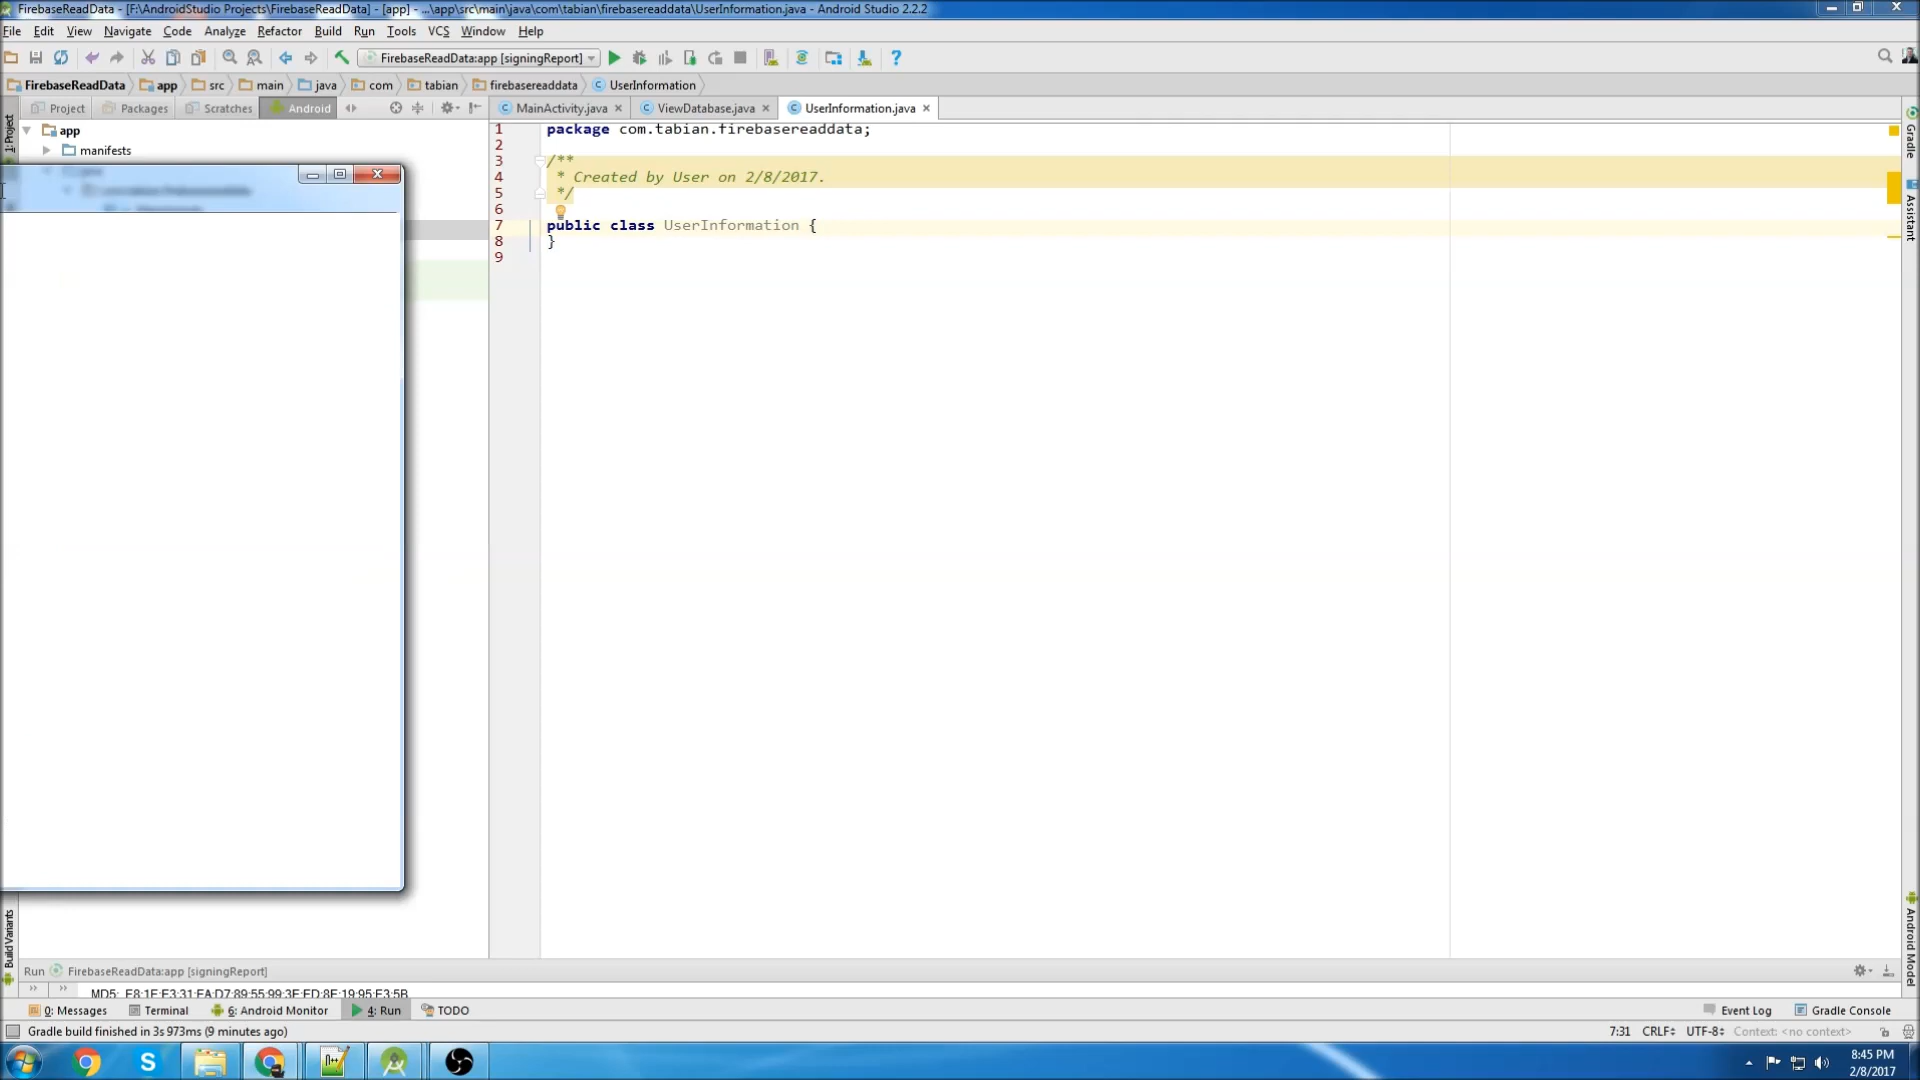 FirebaseReadData - [F:\AndroidStudio Projects\FirebaseReadData] - [app] - ...\app\src\main\java\com\tabian\firebasereaddata\UserInformation.java - Android Studio 2.2.2
File Edit View Navigate Code Analyze Refactor Build Run Tools VCS Window Help
FirebaseReadData:app [signingReport]
FirebaseReadData app src main java com tabian firebasereaddata UserInformation
Project Packages Scratches Android MainActivity.java ViewDatabase.java UserInformation.java
1: Project
app
manifests
1 package com.tabian.firebasereaddata;
2
3 /**
4 * Created by User on 2/8/2017.
5 */
6
7 public class UserInformation {
8 }
9
Gradle
Assistant
Build Variants
Android Model
Run FirebaseReadData:app [signingReport]
MD5: E8:1F:F3:31:FA:D7:89:55:99:3F:FD:8F:19:95:F3:5B
0: Messages Terminal 6: Android Monitor 4: Run TODO Event Log Gradle Console
Gradle build finished in 3s 973ms (9 minutes ago) 7:31 CRLF UTF-8 Context: <no context>
8:45 PM
2/8/2017